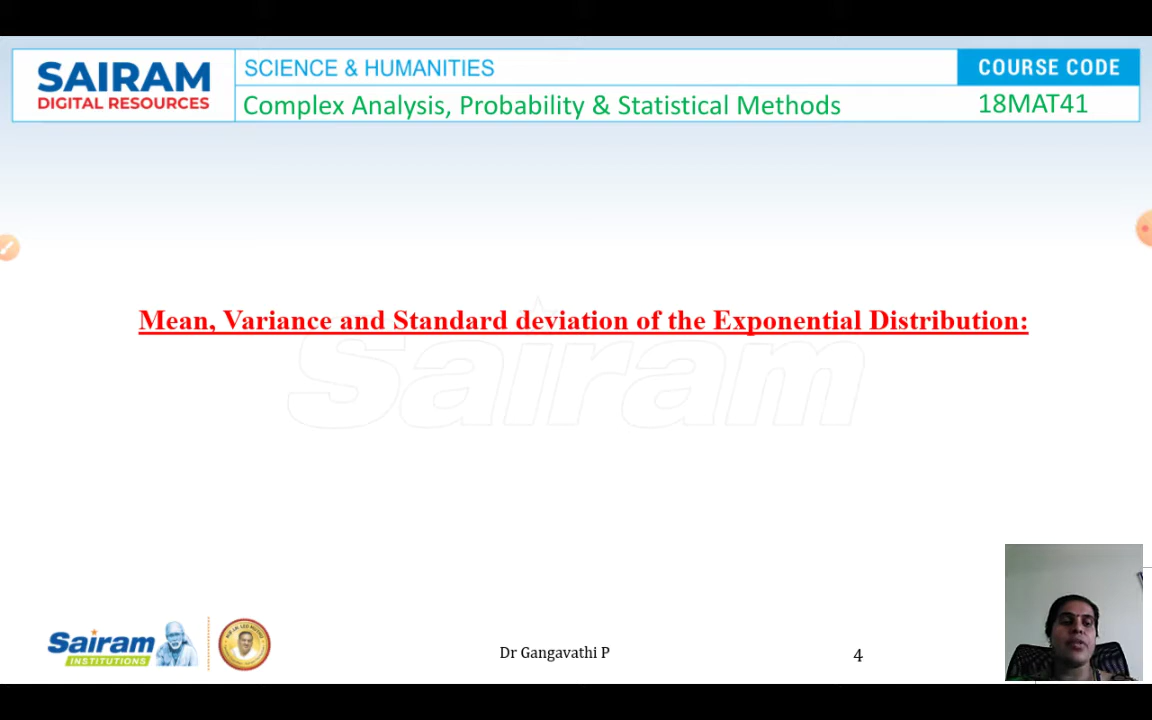 SAIRAM
DIGITAL RESOURCES
SCIENCE & HUMANITIES
COURSE CODE
Complex Analysis, Probability & Statistical Methods
18MAT41
Mean, Variance and Standard deviation of the Exponential Distribution:
Sairam
Sairam
INSTITUTIONS
Dr Gangavathi P
4